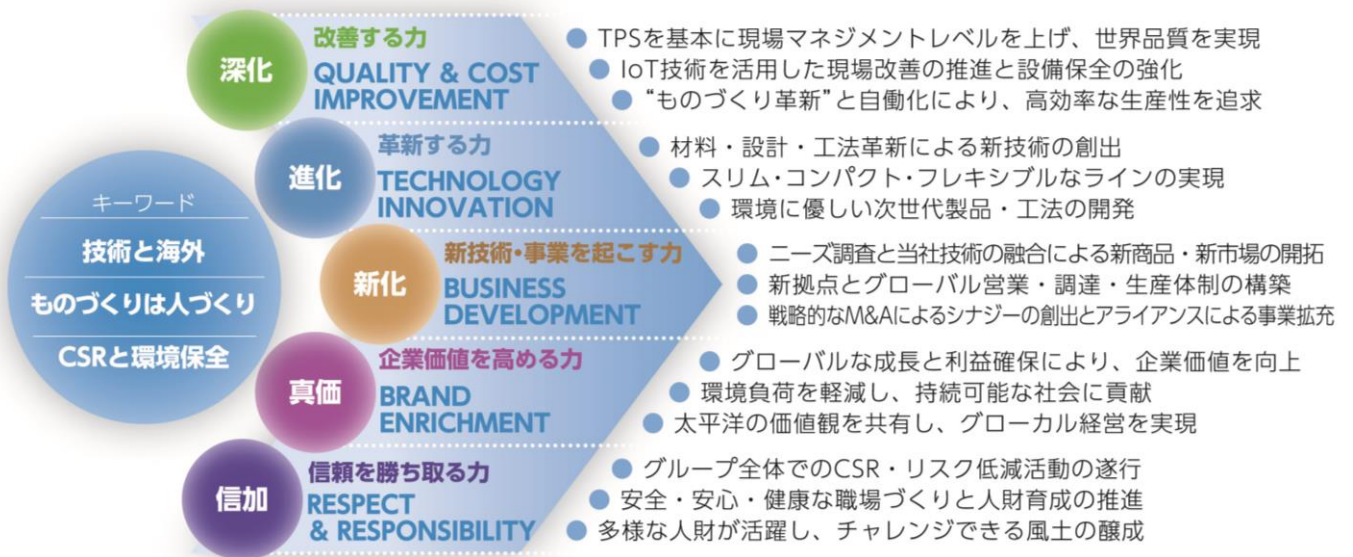 キーワード
技術と海外
ものづくりは人づくり
CSRと環境保全
深化
改善する力
QUALITY & COST
IMPROVEMENT
● TPSを基本に現場マネジメントレベルを上げ、世界品質を実現
● IoT技術を活用した現場改善の推進と設備保全の強化
● “ものづくり革新”と自働化により、高効率な生産性を追求
進化
革新する力
TECHNOLOGY
INNOVATION
● 材料・設計・工法革新による新技術の創出
● スリム・コンパクト・フレキシブルなラインの実現
● 環境に優しい次世代製品・工法の開発
新化
新技術・事業を起こす力
BUSINESS
DEVELOPMENT
● ニーズ調査と当社技術の融合による新商品・新市場の開拓
● 新拠点とグローバル営業・調達・生産体制の構築
● 戦略的なM&Aによるシナジーの創出とアライアンスによる事業拡充
真価
企業価値を高める力
BRAND
ENRICHMENT
● グローバルな成長と利益確保により、企業価値を向上
● 環境負荷を軽減し、持続可能な社会に貢献
● 太平洋の価値観を共有し、グローカル経営を実現
信加
信頼を勝ち取る力
RESPECT
& RESPONSIBILITY
● グループ全体でのCSR・リスク低減活動の遂行
● 安全・安心・健康な職場づくりと人財育成の推進
● 多様な人財が活躍し、チャレンジできる風土の醸成